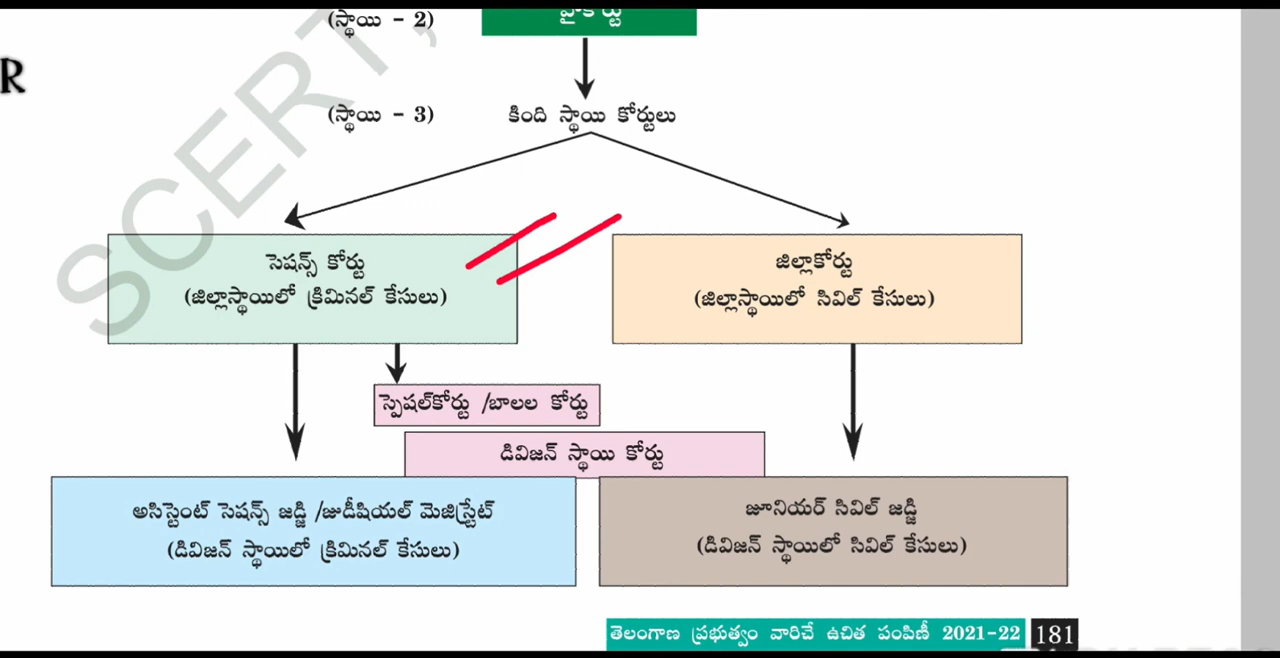 (స్థాయి - 2)
హైకోర్టు
R
(స్థాయి - 3)
కింది స్థాయి కోర్టులు
SCERT,
సెషన్స్ కోర్టు
(జిల్లాస్థాయిలో క్రిమినల్ కేసులు)
జిల్లాకోర్టు
(జిల్లాస్థాయిలో సివిల్ కేసులు)
స్పెషల్‌కోర్టు /బాలల కోర్టు
డివిజన్ స్థాయి కోర్టు
అసిస్టెంట్ సెషన్స్ జడ్జి /జుడీషియల్ మెజిస్ట్రేట్
(డివిజన్ స్థాయిలో క్రిమినల్ కేసులు)
జూనియర్ సివిల్ జడ్జి
(డివిజన్ స్థాయిలో సివిల్ కేసులు)
తెలంగాణ ప్రభుత్వం వారిచే ఉచిత పంపిణీ 2021-22 181